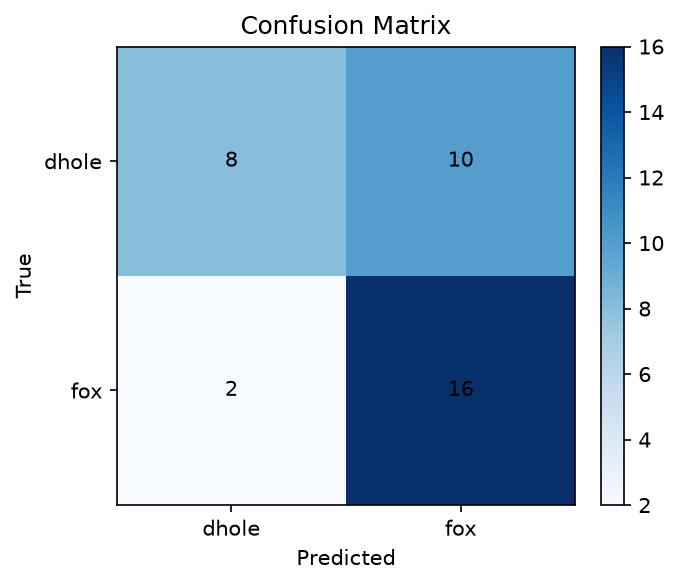 Confusion Matrix
dhole
8
10
fox
2
16
dhole
fox
Predicted
True
16
14
12
10
8
6
4
2